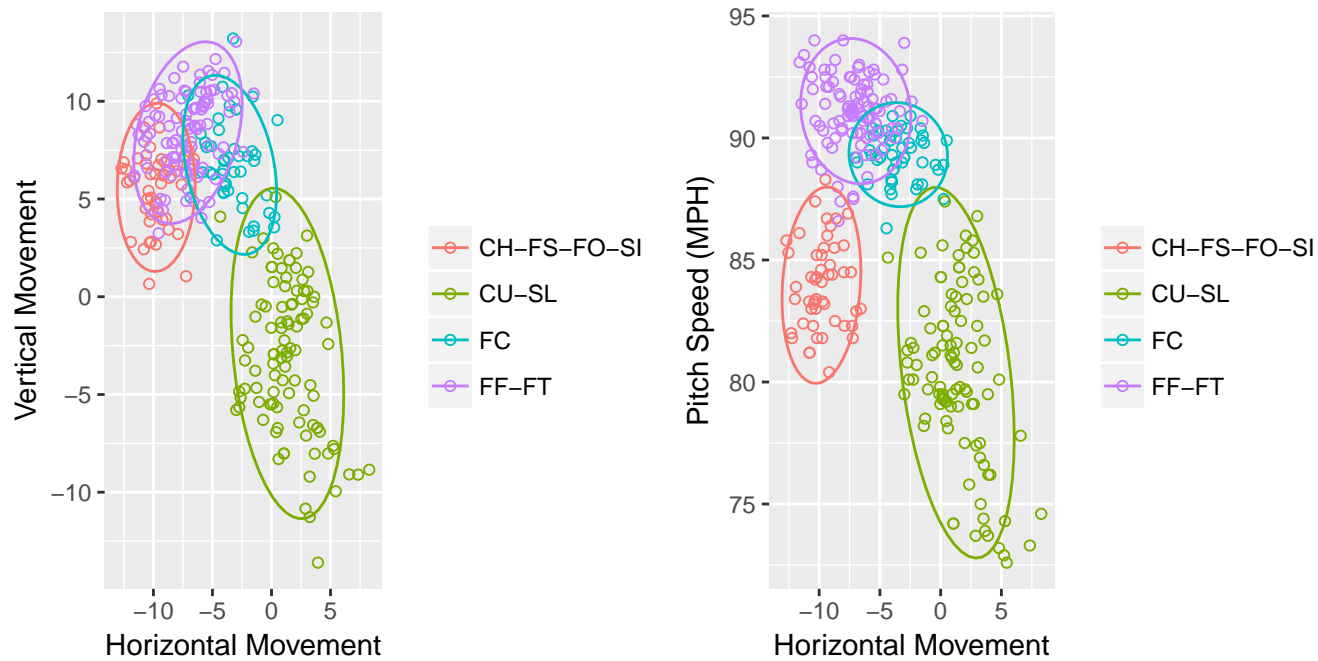 Vertical Movement
10
5
0
−5
−10
−10 −5 0 5
Horizontal Movement
CH−FS−FO−SI
CU−SL
FC
FF−FT
Pitch Speed (MPH)
95
90
85
80
75
−10 −5 0 5
Horizontal Movement
CH−FS−FO−SI
CU−SL
FC
FF−FT